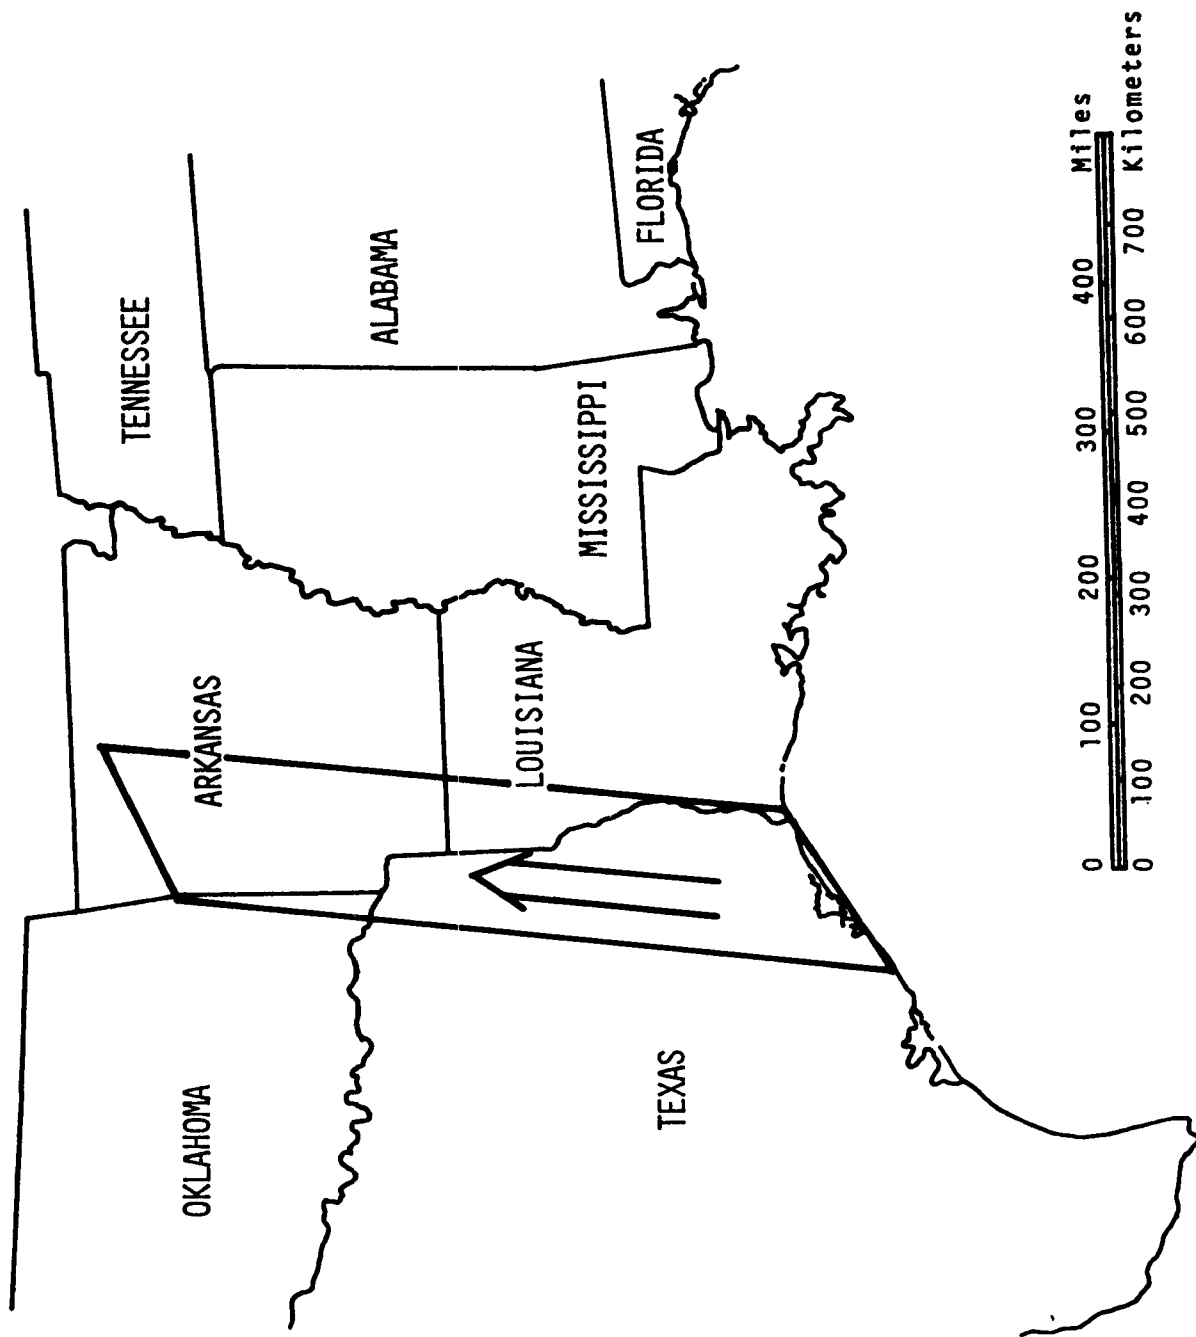 TENNESSEE
OKLAHOMA
ARKANSAS
ALABAMA
LOUISIANA
MISSISSIPPI
FLORIDA
TEXAS
0 100 200 300 400 Miles
0 100 200 300 400 500 600 700 Kilometers